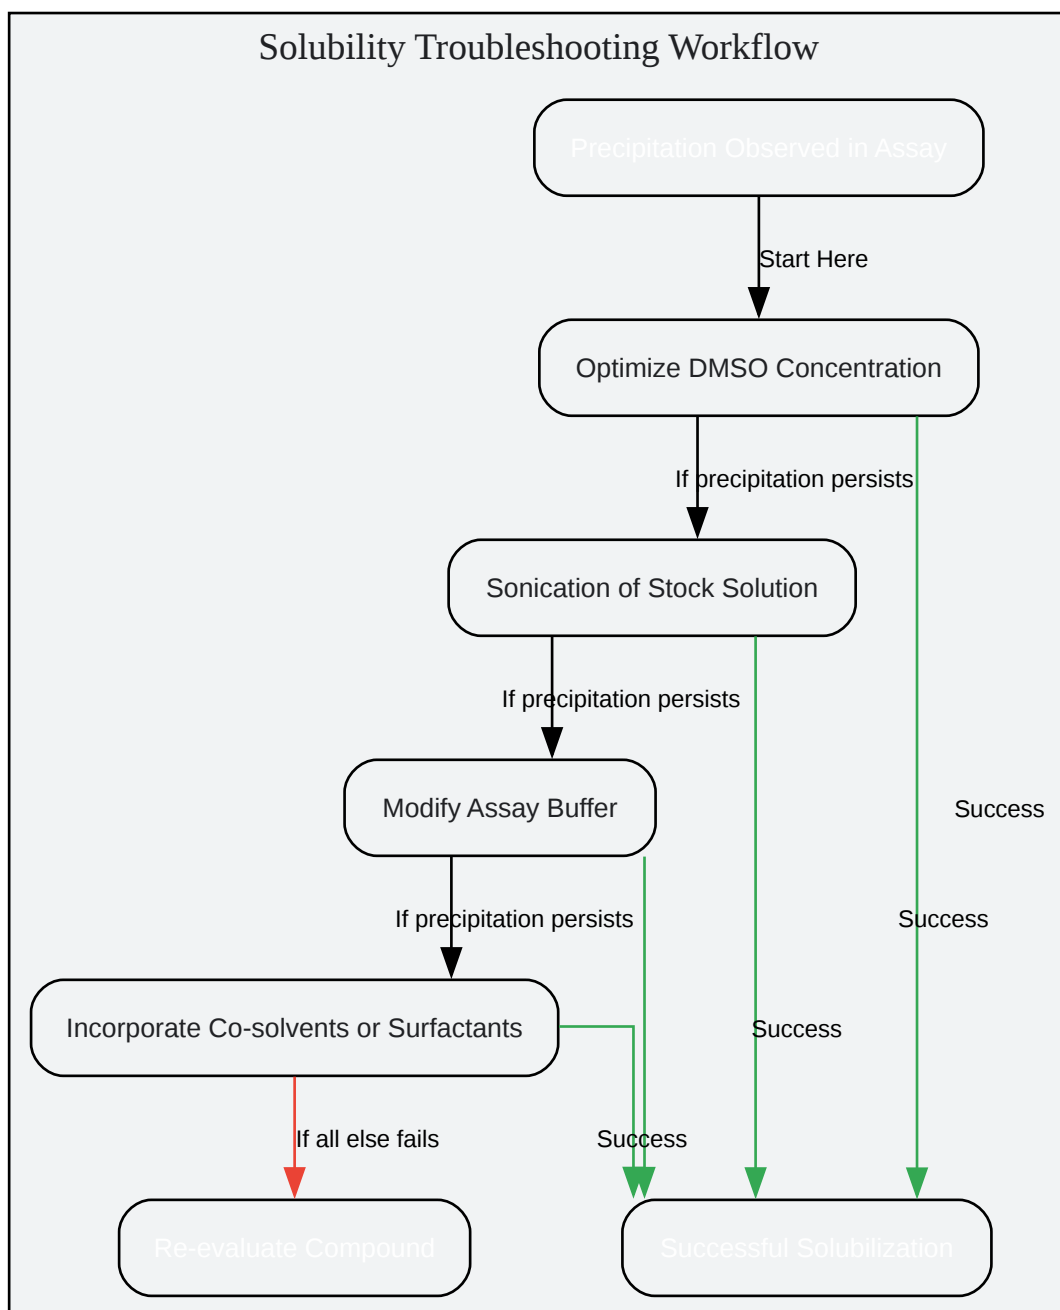 Solubility Troubleshooting Workflow
Precipitation Observed in Assay
Start Here
Optimize DMSO Concentration
If precipitation persists
Sonication of Stock Solution
If precipitation persists
Modify Assay Buffer
Success
If precipitation persists
Success
Incorporate Co-solvents or Surfactants
Success
If all else fails
Success
Re-evaluate Compound
Successful Solubilization